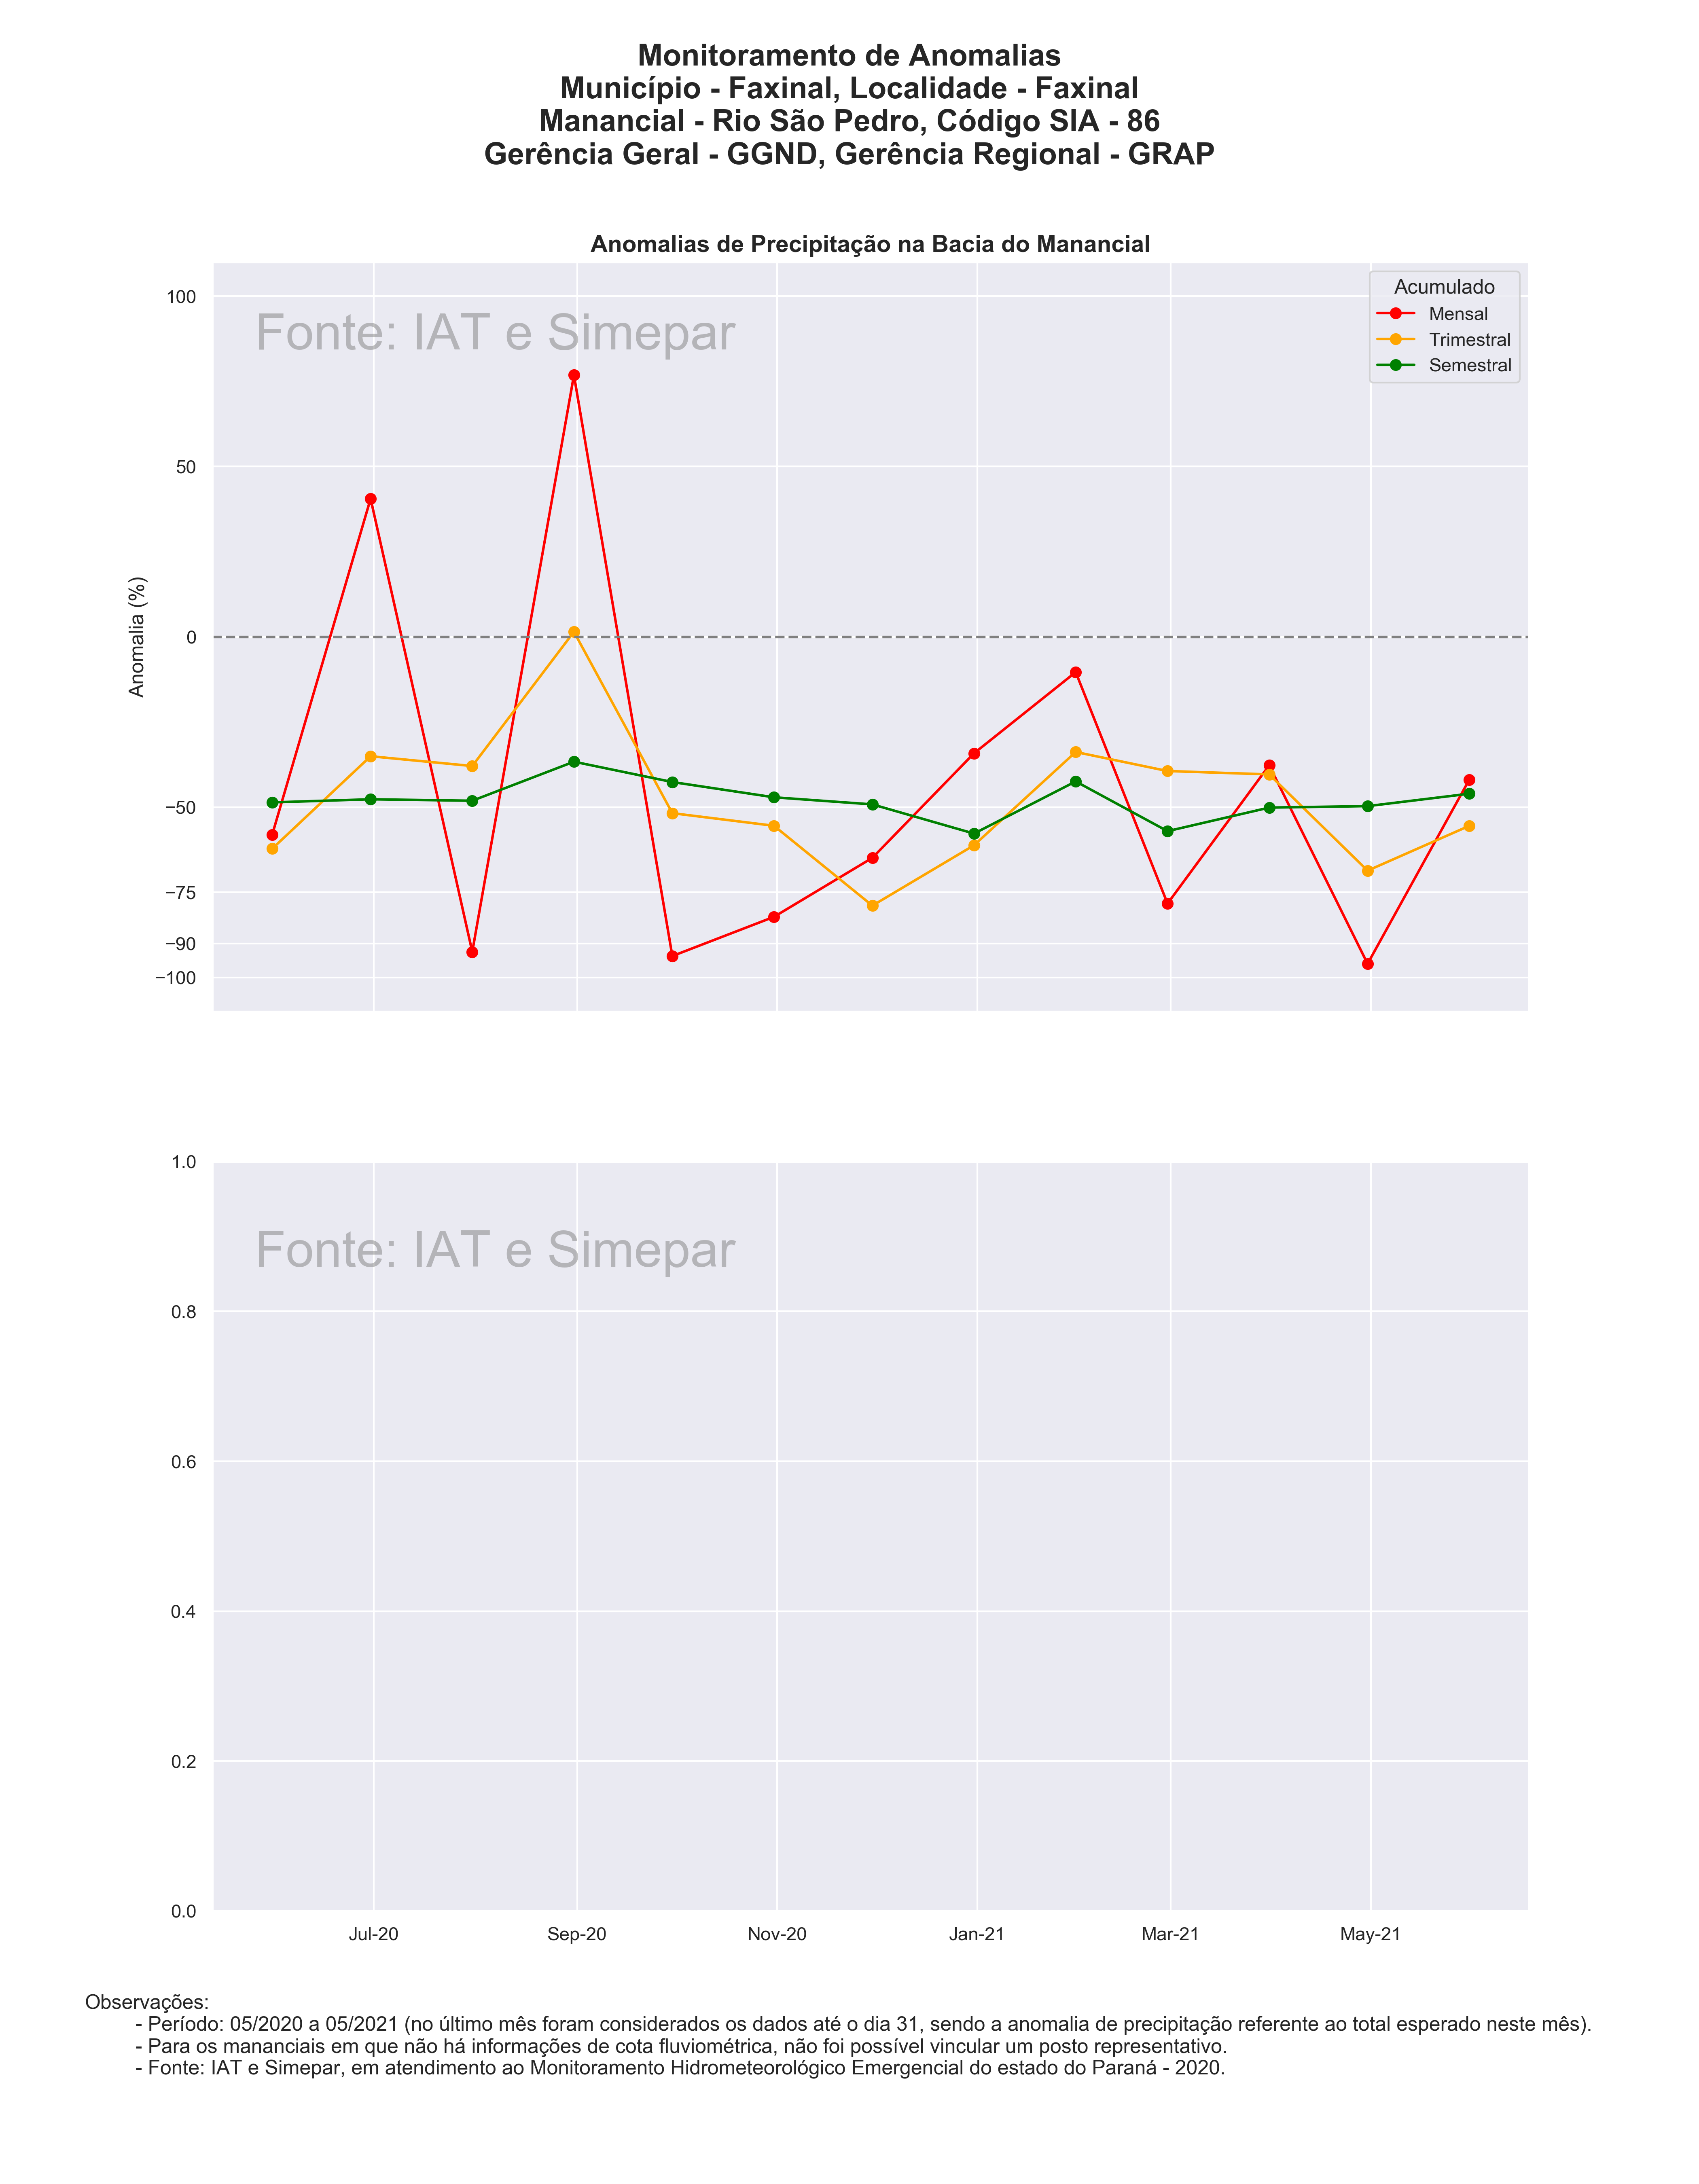 Monitoramento de Anomalias
Município - Faxinal, Localidade - Faxinal
Manancial - Rio São Pedro, Código SIA - 86
Gerência Geral - GGND, Gerência Regional - GRAP
Anomalias de Precipitação na Bacia do Manancial
Fonte: IAT e Simepar
Acumulado
Mensal
Trimestral
Semestral
Anomalia (%)
100
50
0
−50
−75
−90
−100
Fonte: IAT e Simepar
1.0
0.8
0.6
0.4
0.2
0.0
Jul-20 Sep-20 Nov-20 Jan-21 Mar-21 May-21
Observações:
- Período: 05/2020 a 05/2021 (no último mês foram considerados os dados até o dia 31, sendo a anomalia de precipitação referente ao total esperado neste mês).
- Para os mananciais em que não há informações de cota fluviométrica, não foi possível vincular um posto representativo.
- Fonte: IAT e Simepar, em atendimento ao Monitoramento Hidrometeorológico Emergencial do estado do Paraná - 2020.